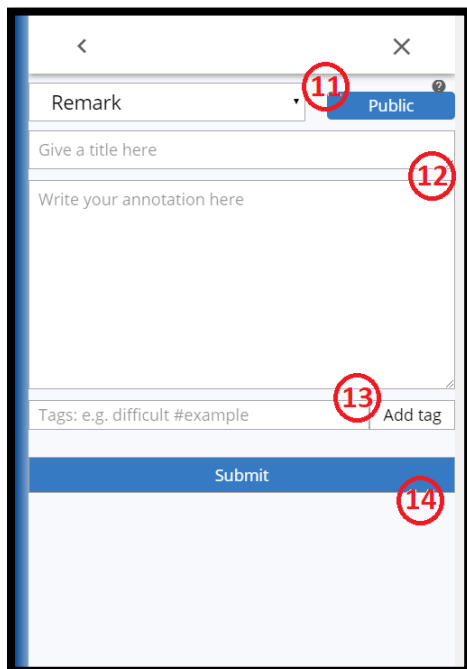 11
Remark
Public
Give a title here
12
Write your annotation here
13
Tags: e.g. difficult #example
Add tag
Submit
14